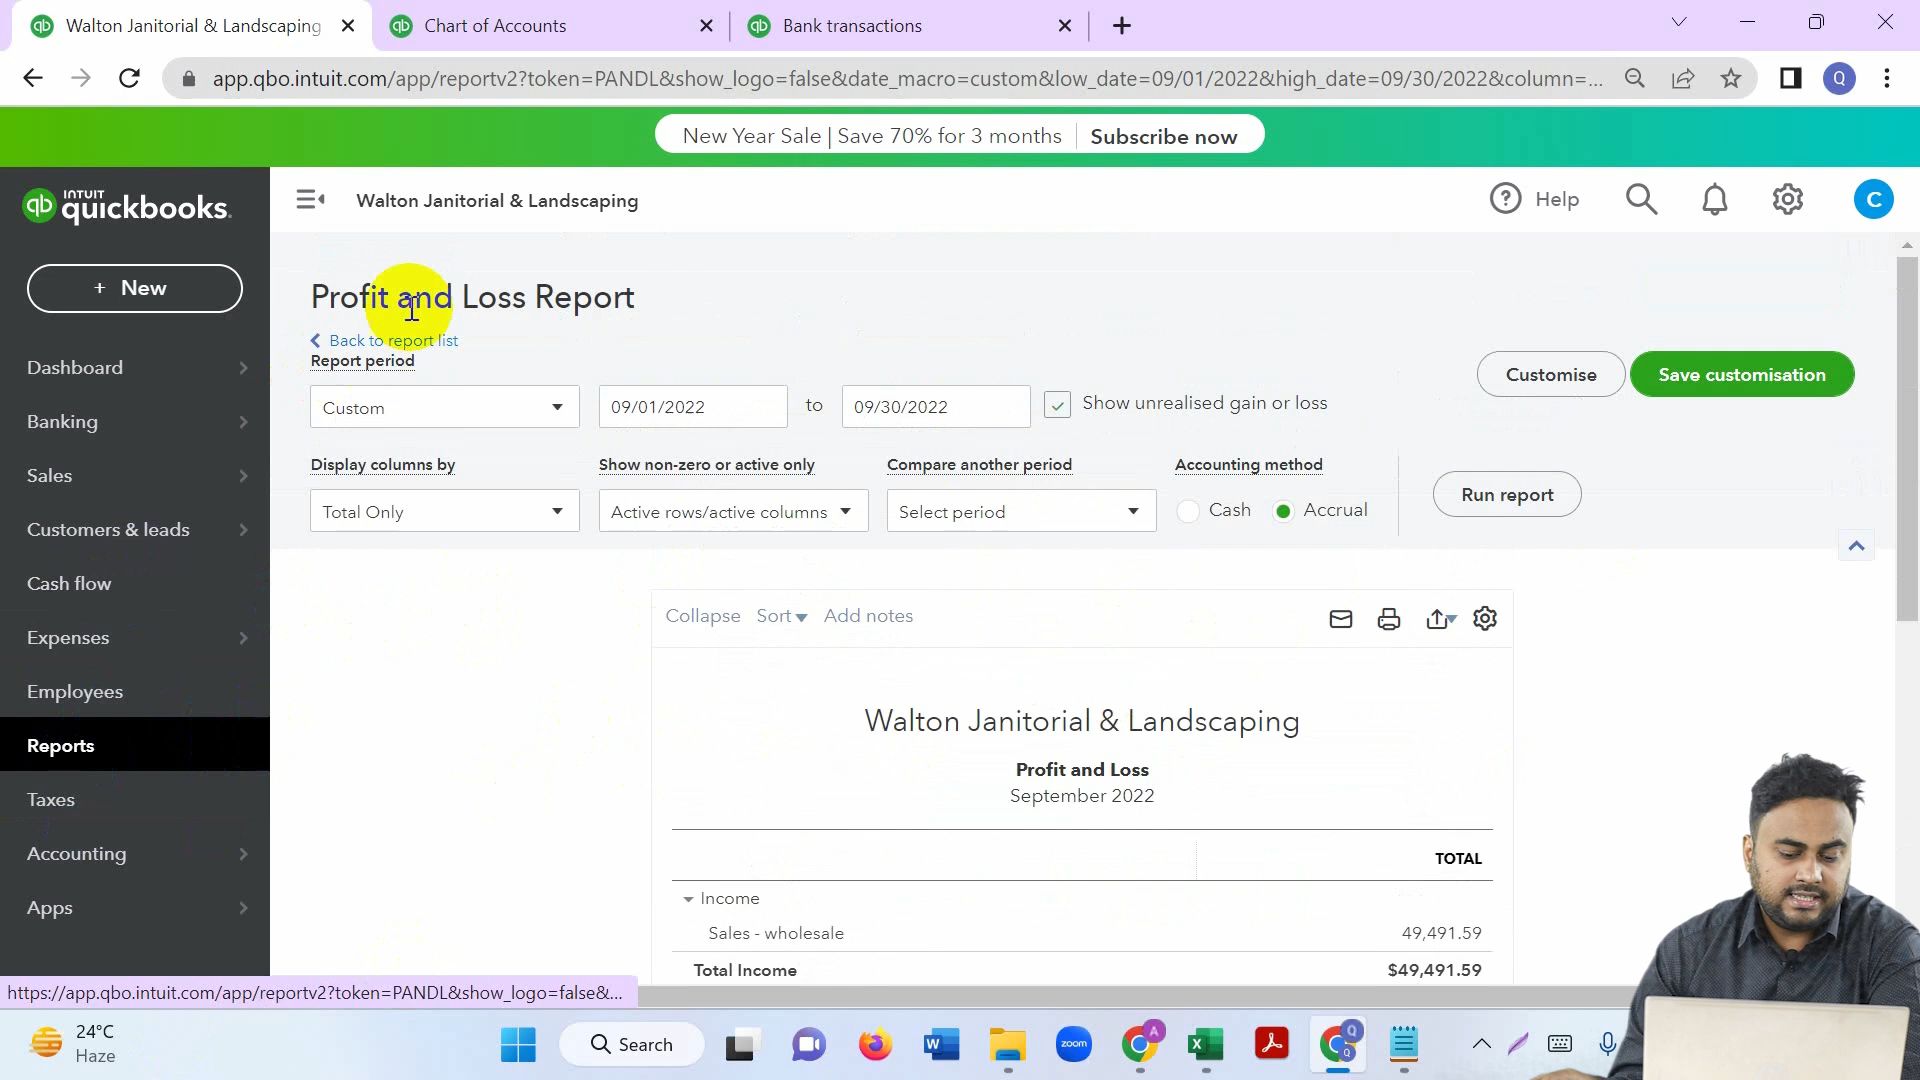 Walton Janitorial & Landscaping
Chart of Accounts
Bank transactions
app.qbo.intuit.com/app/reportv2?token=PANDL&show_logo=false&date_macro=custom&low_date=09/01/2022&high_date=09/30/2022&column=...
Q
New Year Sale | Save 70% for 3 months
Subscribe now
qb INTUIT quickbooks.
Walton Janitorial & Landscaping
Help
C
+ New
Dashboard
Banking
Sales
Customers & leads
Cash flow
Expenses
Employees
Reports
Taxes
Accounting
Apps
Profit and Loss Report
Back to report list
Report period
Custom
09/01/2022
to
09/30/2022
Show unrealised gain or loss
Customise
Save customisation
Display columns by
Show non-zero or active only
Compare another period
Accounting method
Total Only
Active rows/active columns
Select period
Cash
Accrual
Run report
Collapse
Sort
Add notes
Walton Janitorial & Landscaping
Profit and Loss
September 2022
TOTAL
Income
Sales - wholesale
49,491.59
Total Income
$49,491.59
https://app.qbo.intuit.com/app/reportv2?token=PANDL&show_logo=false&...
24°C
Haze
Search
W
zoom
A
X
Q
Q